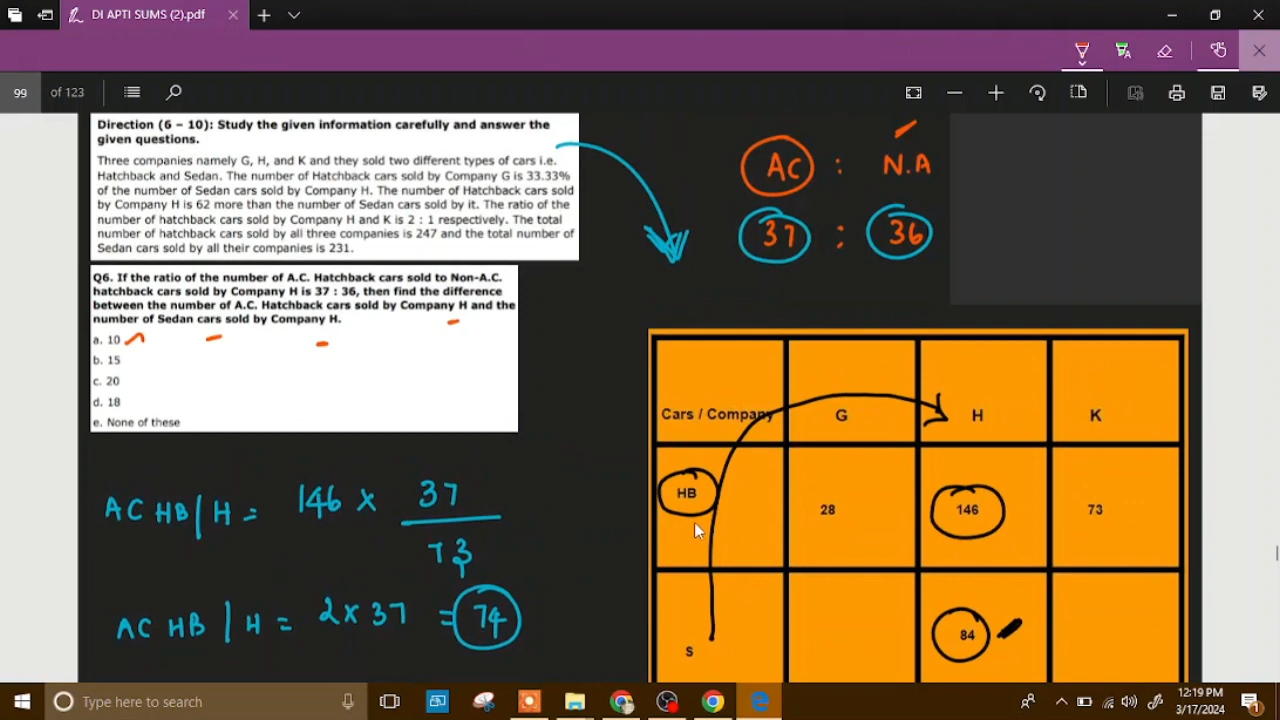 DI APTI SUMS (2).pdf
99 of 123
Direction (6 – 10): Study the given information carefully and answer the
given questions.
Three companies namely G, H, and K and they sold two different types of cars i.e.
Hatchback and Sedan. The number of Hatchback cars sold by Company G is 33.33%
of the number of Sedan cars sold by Company H. The number of Hatchback cars sold
by Company H is 62 more than the number of Sedan cars sold by it. The ratio of the
number of hatchback cars sold by Company H and K is 2 : 1 respectively. The total
number of hatchback cars sold by all three companies is 247 and the total number of
Sedan cars sold by all their companies is 231.
AC : N.A
37 : 36
Q6. If the ratio of the number of A.C. Hatchback cars sold to Non-A.C.
hatchback cars sold by Company H is 37 : 36, then find the difference
between the number of A.C. Hatchback cars sold by Company H and the
number of Sedan cars sold by Company H.
a. 10
b. 15
c. 20
d. 18
e. None of these
AC HB | H = 146 x 37
73
AC HB | H = 2 x 37 = 74
Cars / Company G H K
HB 28 146 73
S 84
Type here to search
12:19 PM
3/17/2024
1